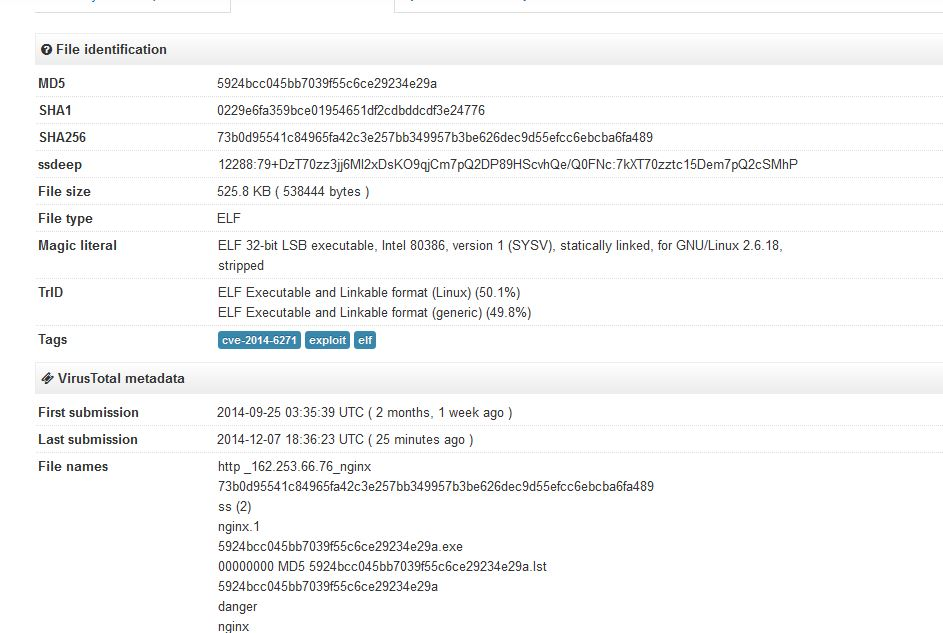 File identification
MD5 5924bcc045bb7039f55c6ce29234e29a
SHA1 0229e6fa359bce01954651df2cdbddcdf3e24776
SHA256 73b0d95541c84965fa42c3e257bb349957b3be626dec9d55efcc6ebcba6fa489
ssdeep 12288:79+DzT70zz3jj6Ml2xDsKO9qjCm7pQ2DP89HScvhQe/Q0FNc:7kXT70zztc15Dem7pQ2cSMhP
File size 525.8 KB ( 538444 bytes )
File type ELF
Magic literal ELF 32-bit LSB executable, Intel 80386, version 1 (SYSV), statically linked, for GNU/Linux 2.6.18,
stripped
TrID ELF Executable and Linkable format (Linux) (50.1%)
ELF Executable and Linkable format (generic) (49.8%)
Tags cve-2014-6271 exploit elf
VirusTotal metadata
First submission 2014-09-25 03:35:39 UTC ( 2 months, 1 week ago )
Last submission 2014-12-07 18:36:23 UTC ( 25 minutes ago )
File names http _162.253.66.76_nginx
73b0d95541c84965fa42c3e257bb349957b3be626dec9d55efcc6ebcba6fa489
ss (2)
nginx.1
5924bcc045bb7039f55c6ce29234e29a.exe
00000000 MD5 5924bcc045bb7039f55c6ce29234e29a.lst
5924bcc045bb7039f55c6ce29234e29a
danger
nginx